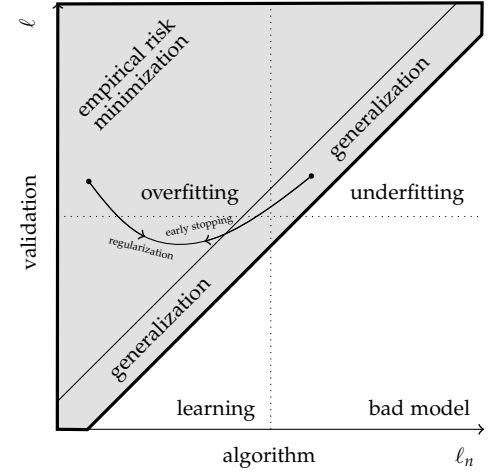 ℓ
empirical risk
minimization
generalization
overfitting
underfitting
early stopping
regularization
validation
generalization
learning
bad model
algorithm
ℓₙ